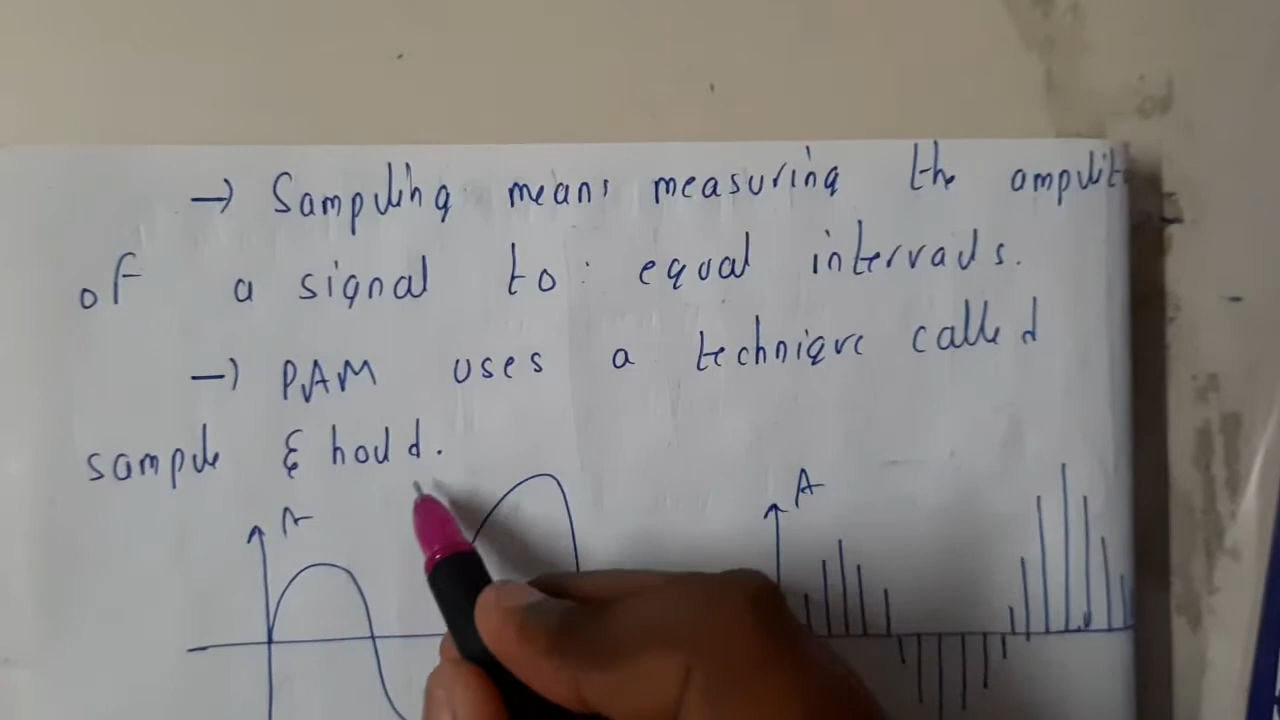 → Sampling means measuring the amplit
of a signal to equal intervals.
→ PAM uses a technique called
sample & hold.
A
A